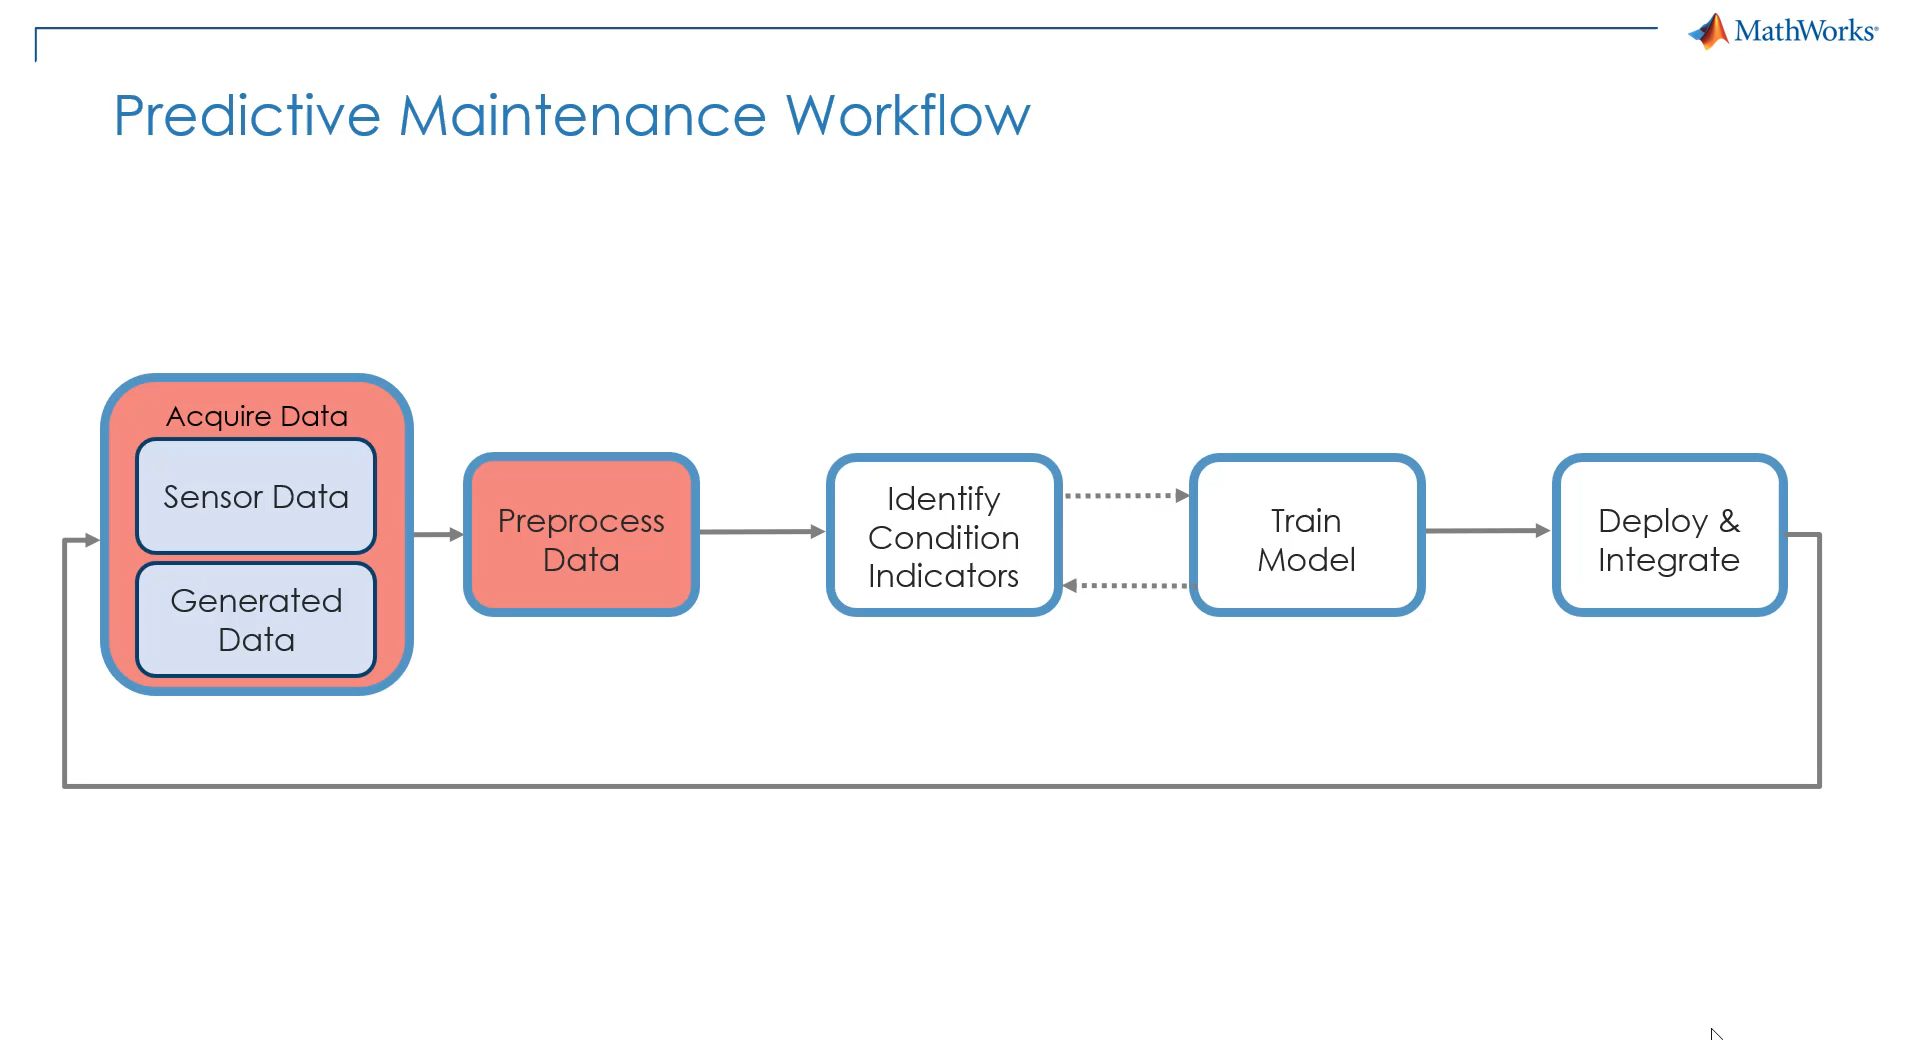 MathWorks®
Predictive Maintenance Workflow
Acquire Data
Sensor Data
Generated
Data
Preprocess
Data
Identify
Condition
Indicators
Train
Model
Deploy &
Integrate